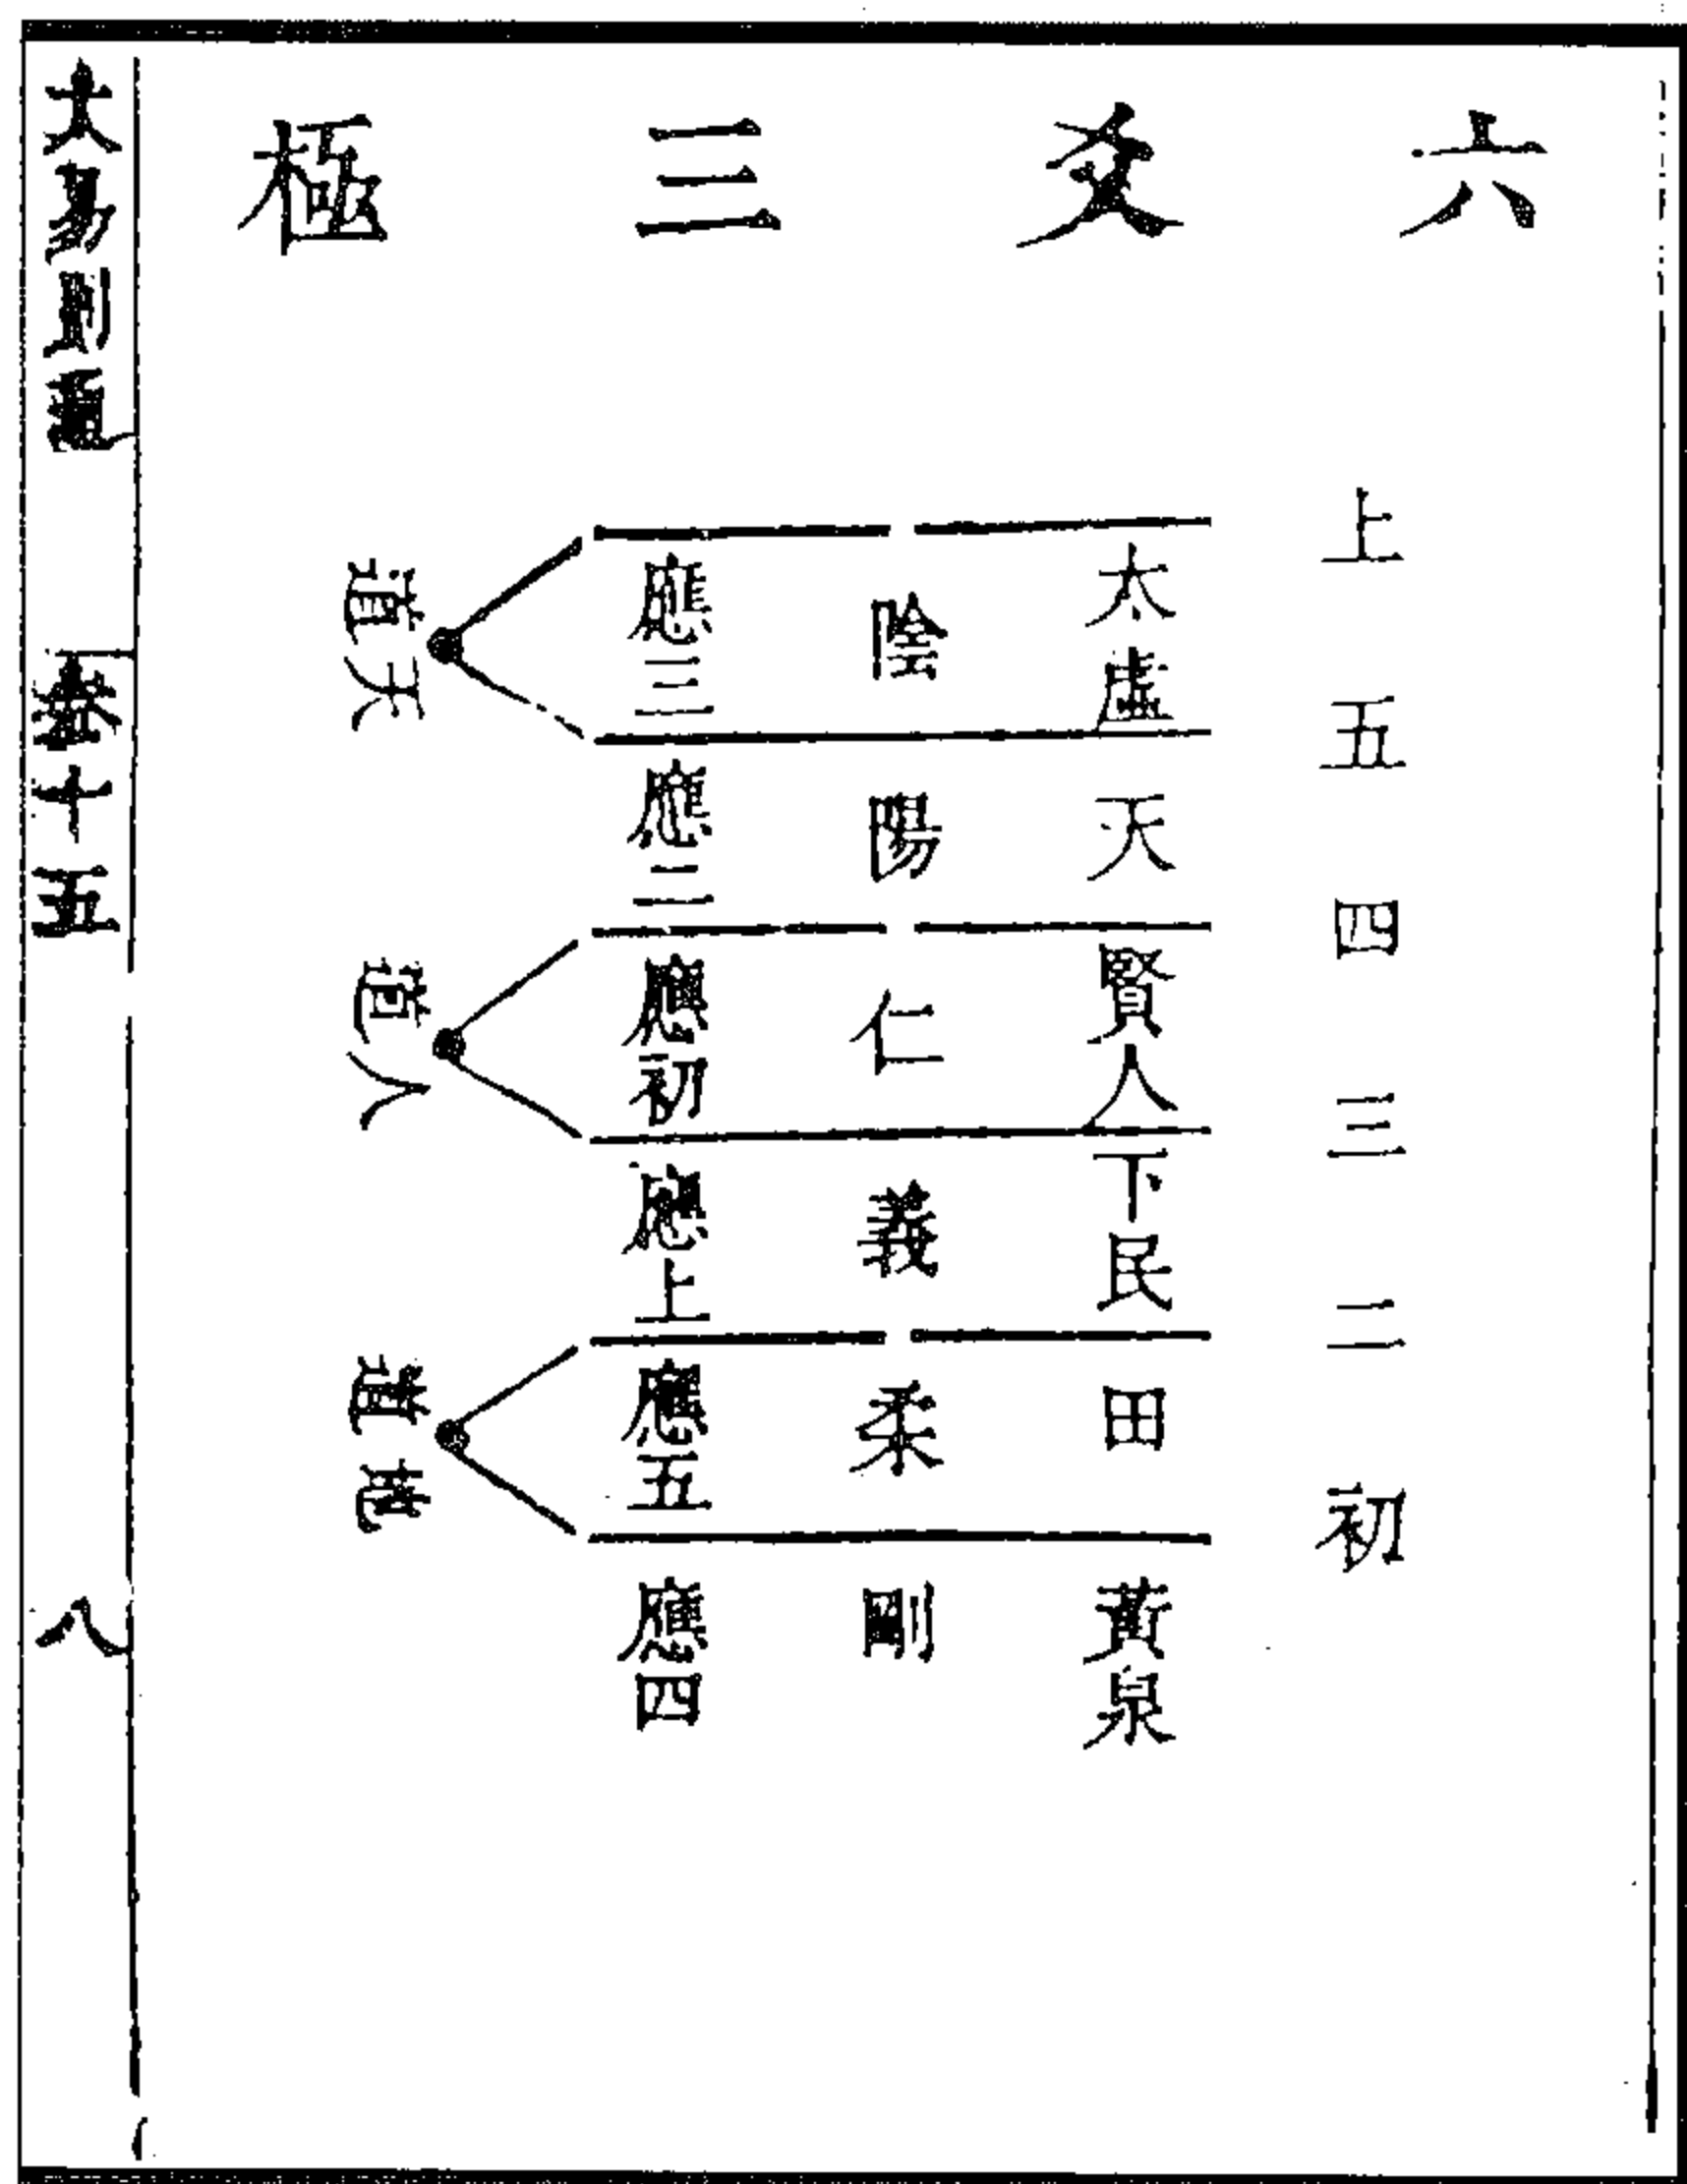 六爻三極
上 五 四 三 二 初
太虛 天 賢人 下民 田 黃泉
陰 陽 仁 義 柔 剛
應三 應二 應初 應上 應五 應四
天道 人道 地道
大易則通 卷十五 八